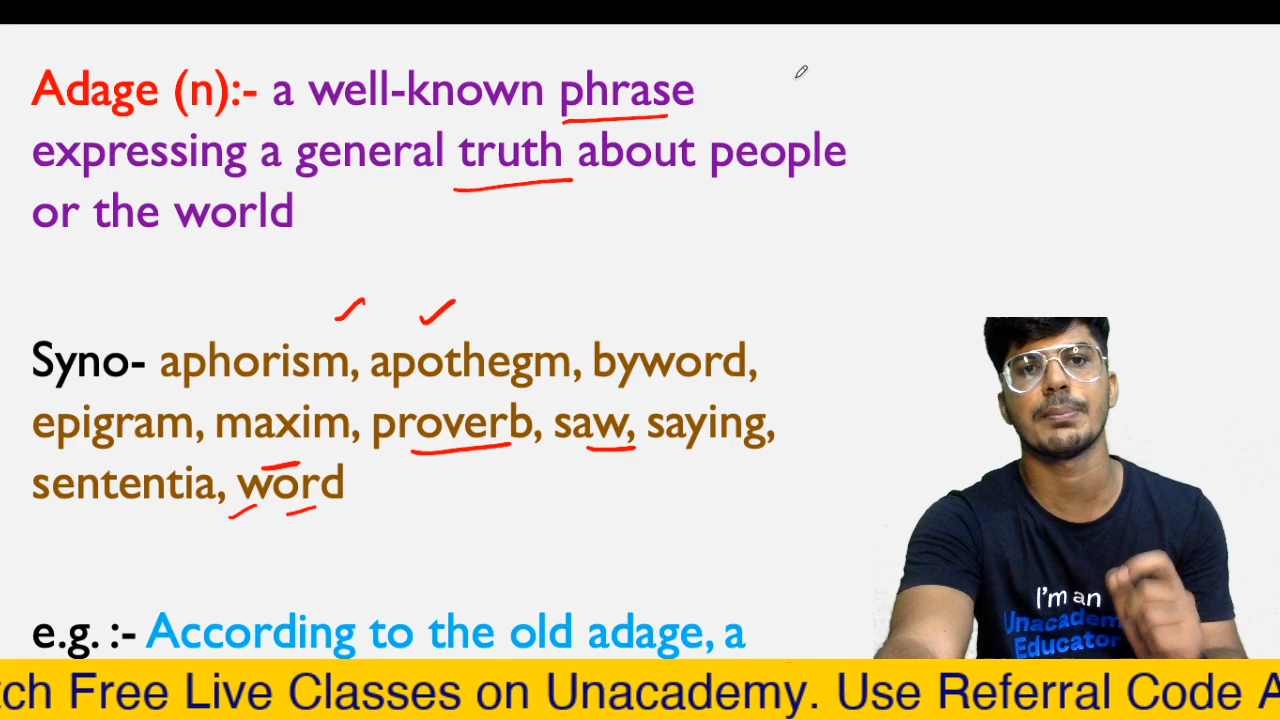 Adage (n):- a well-known phrase
expressing a general truth about people
or the world
Syno- aphorism, apothegm, byword,
epigram, maxim, proverb, saw, saying,
sententia, word
e.g. :- According to the old adage, a
I'm an
Unacadem
Educator
tch Free Live Classes on Unacademy. Use Referral Code A